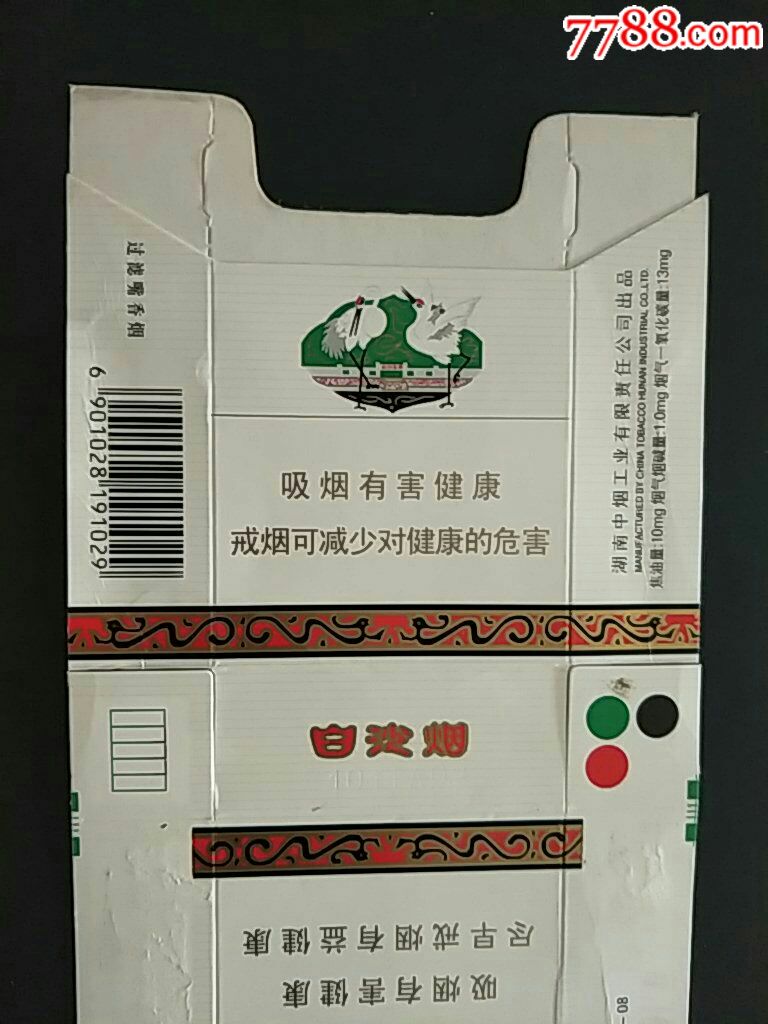 7788.com
过滤嘴香烟
6 901028 191029
吸烟有害健康
戒烟可减少对健康的危害
湖南中烟工业有限责任公司出品
MANUFACTURED BY CHINA TOBACCO HUNAN INDUSTRIAL CO.,LTD.
焦油量:10mg 烟气烟碱量:1.0mg 烟气一氧化碳量:13mg
白沙烟
吸烟有害健康
尽早戒烟有益健康
-08